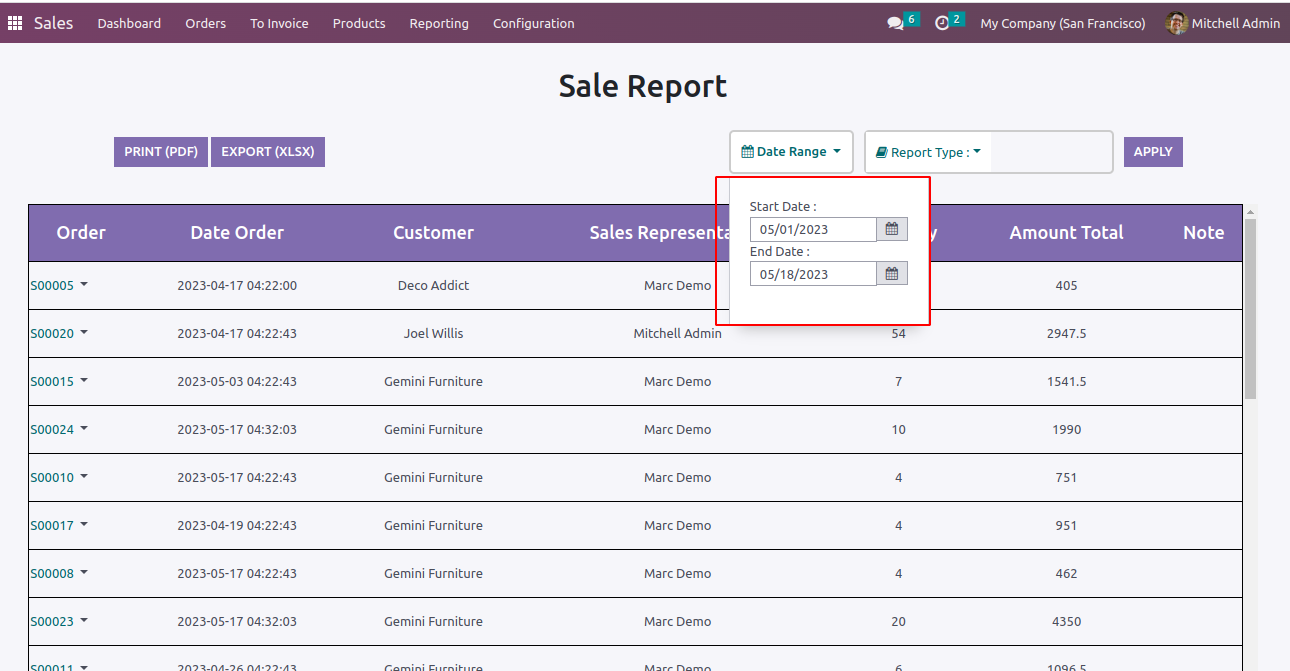 Sales Dashboard Orders To Invoice Products Reporting Configuration 6 2 My Company (San Francisco) Mitchell Admin
Sale Report
PRINT (PDF) EXPORT (XLSX) Date Range Report Type : APPLY
Start Date :
05/01/2023
End Date :
05/18/2023
Order Date Order Customer Sales Representa y Amount Total Note
S00005 2023-04-17 04:22:00 Deco Addict Marc Demo 405
S00020 2023-04-17 04:22:43 Joel Willis Mitchell Admin 54 2947.5
S00015 2023-05-03 04:22:43 Gemini Furniture Marc Demo 7 1541.5
S00024 2023-05-17 04:32:03 Gemini Furniture Marc Demo 10 1990
S00010 2023-05-17 04:22:43 Gemini Furniture Marc Demo 4 751
S00017 2023-04-19 04:22:43 Gemini Furniture Marc Demo 4 951
S00008 2023-05-17 04:22:43 Gemini Furniture Marc Demo 4 462
S00023 2023-05-17 04:32:03 Gemini Furniture Marc Demo 20 4350
S00011 2023-04-26 04:22:43 Gemini Furniture Marc Demo 6 1096.5